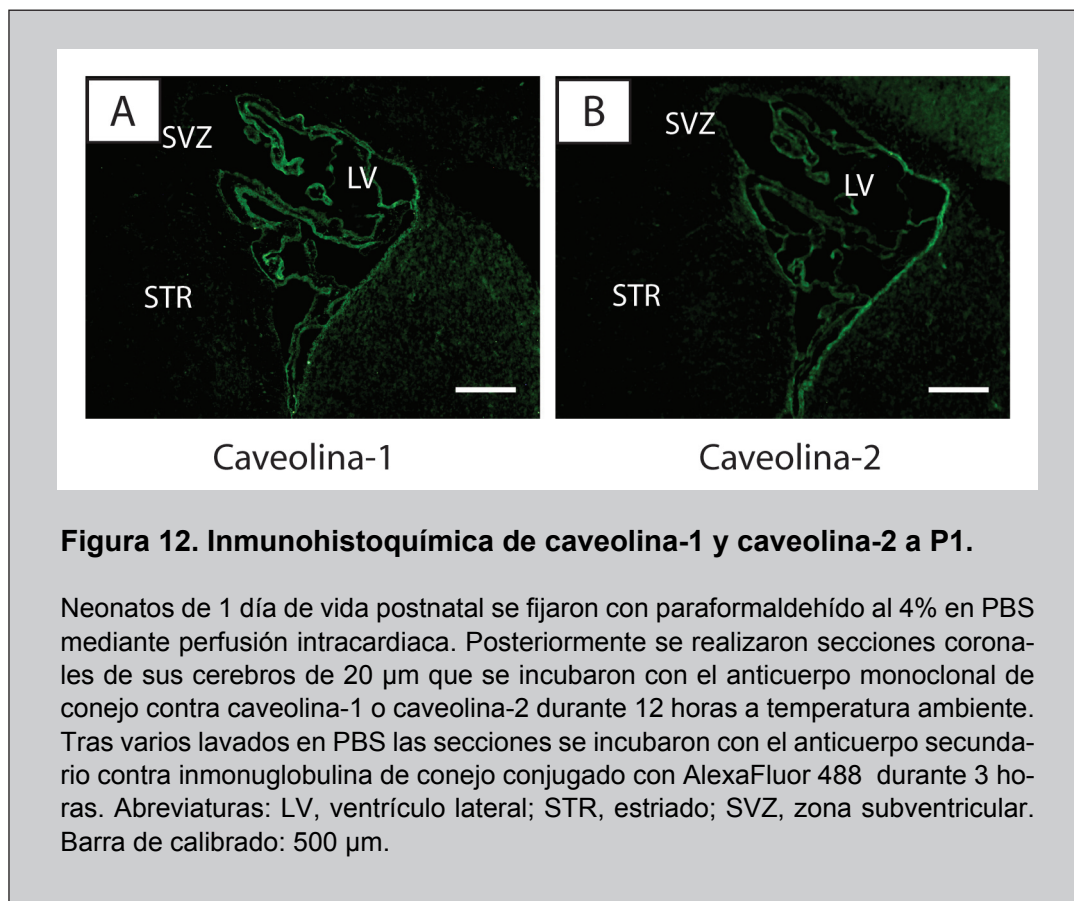 A
SVZ
LV
STR
B
SVZ
LV
STR
Caveolina-1
Caveolina-2
Figura 12. Inmunohistoquímica de caveolina-1 y caveolina-2 a P1.
Neonatos de 1 día de vida postnatal se fijaron con paraformaldehído al 4% en PBS
mediante perfusión intracardiaca. Posteriormente se realizaron secciones corona-
les de sus cerebros de 20 µm que se incubaron con el anticuerpo monoclonal de
conejo contra caveolina-1 o caveolina-2 durante 12 horas a temperatura ambiente.
Tras varios lavados en PBS las secciones se incubaron con el anticuerpo secunda-
rio contra inmonuglobulina de conejo conjugado con AlexaFluor 488 durante 3 ho-
ras. Abreviaturas: LV, ventrículo lateral; STR, estriado; SVZ, zona subventricular.
Barra de calibrado: 500 µm.